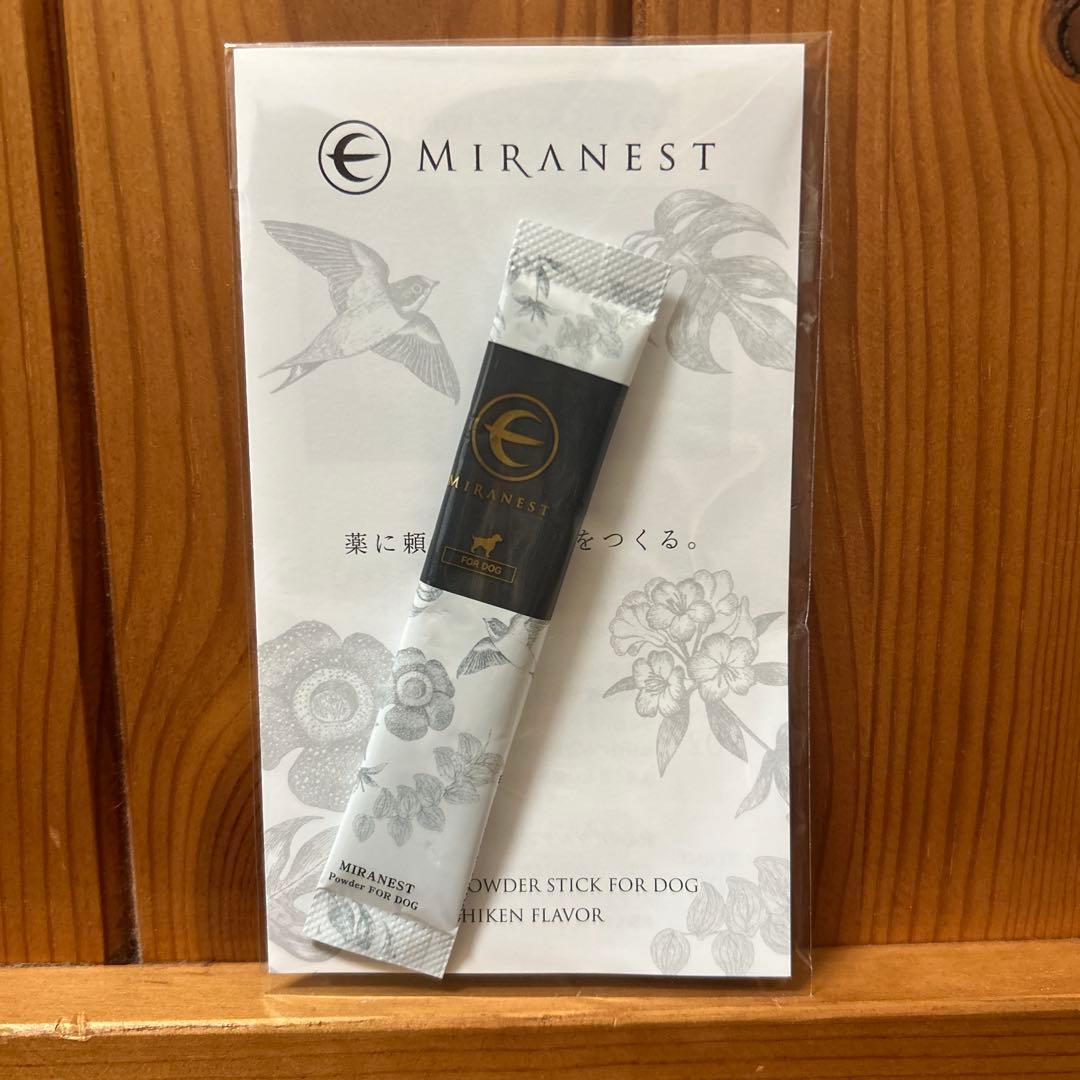 MIRANEST
MIRANEST
FOR DOG
薬に頼 をつくる。
MIRANEST
Powder FOR DOG
OWDER STICK FOR DOG
HIKEN FLAVOR